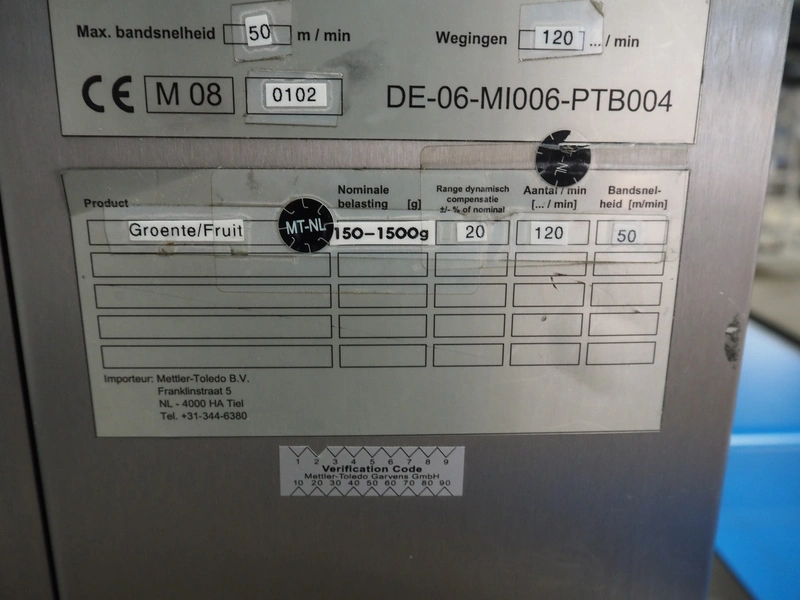 Max. bandsnelheid 50 m / min Wegingen 120 ... / min
CE M 08 0102 DE-06-MI006-PTB004
Product Nominale belasting [g] Range dynamisch compensatie ±/- % of nominal Aantal / min [... / min] Bandsnel-heid [m/min]
Groente/Fruit MT-NL 150-1500g 20 120 50
Importeur: Mettler-Toledo B.V.
Franklinstraat 5
NL - 4000 HA Tiel
Tel. +31-344-6380
1 2 3 4 5 6 7 8 9
Verification Code
Mettler-Toledo Garvens GmbH
10 20 30 40 50 60 70 80 90